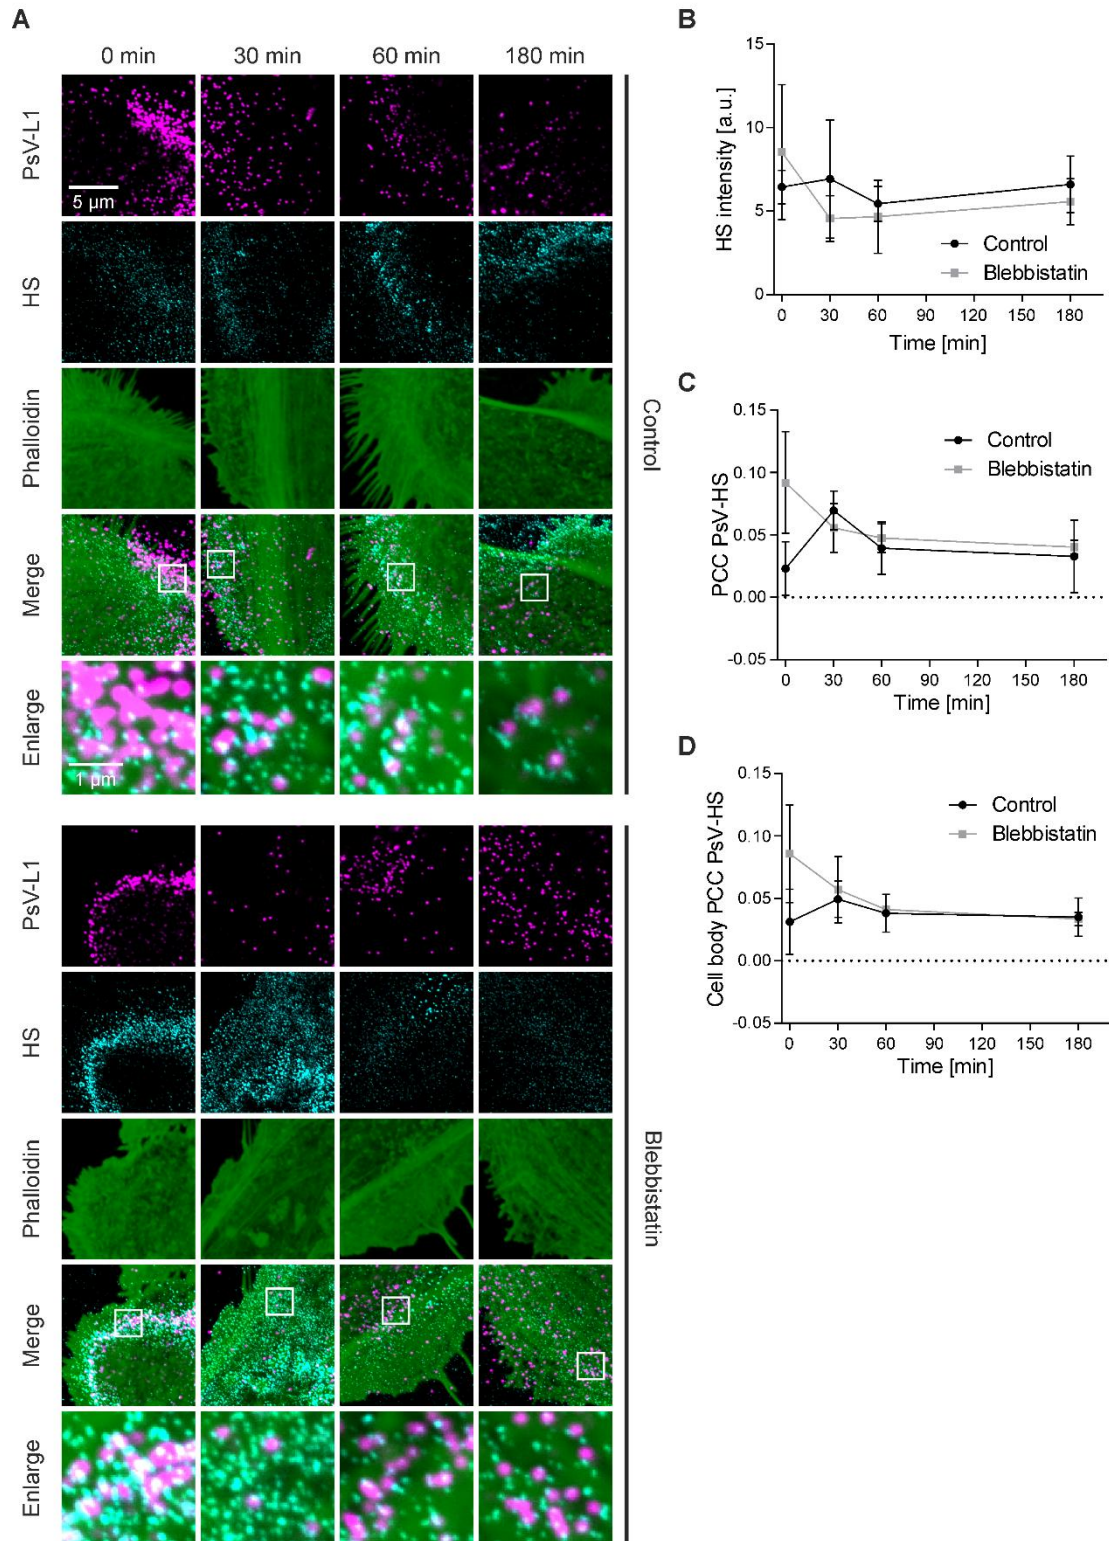 A
0 min 30 min 60 min 180 min
PsV-L1
5 µm
HS
Phalloidin
Merge
Enlarge
1 µm
Control
PsV-L1
HS
Phalloidin
Merge
Enlarge
Blebbistatin
B
HS intensity [a.u.]
15
10
5
0
Control
Blebbistatin
0 30 60 90 120 150 180
Time [min]
C
PCC PsV-HS
0.15
0.10
0.05
0.00
-0.05
Control
Blebbistatin
0 30 60 90 120 150 180
Time [min]
D
Cell body PCC PsV-HS
0.15
0.10
0.05
0.00
-0.05
Control
Blebbistatin
0 30 60 90 120 150 180
Time [min]